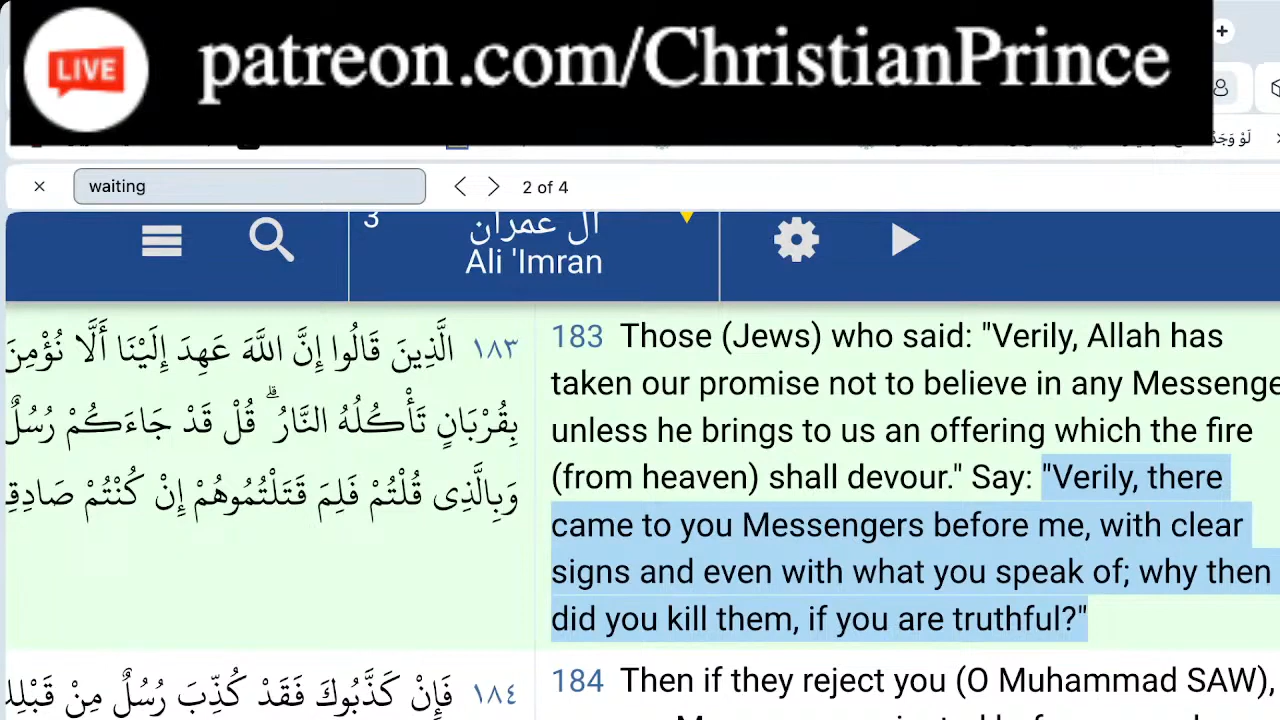 LIVE
patreon.com/ChristianPrince
waiting
2 of 4
3
آل عمران
Ali 'Imran
١٨٣ الَّذِينَ قَالُوا إِنَّ اللَّهَ عَهِدَ إِلَيْنَا أَلَّا نُؤْمِنَ
بِقُرْبَانٍ تَأْكُلُهُ النَّارُ ۗ قُلْ قَدْ جَاءَكُمْ رُسُلٌ
وَبِالَّذِى قُلْتُمْ فَلِمَ قَتَلْتُمُوهُمْ إِنْ كُنْتُمْ
183 Those (Jews) who said: "Verily, Allah has
taken our promise not to believe in any Messenge
unless he brings to us an offering which the fire
(from heaven) shall devour." Say: "Verily, there
came to you Messengers before me, with clear
signs and even with what you speak of; why then
did you kill them, if you are truthful?"
١٨٤ فَإِنْ كَذَّبُوكَ فَقَدْ كُذِّبَ رُسُلٌ مِنْ
184 Then if they reject you (O Muhammad SAW),